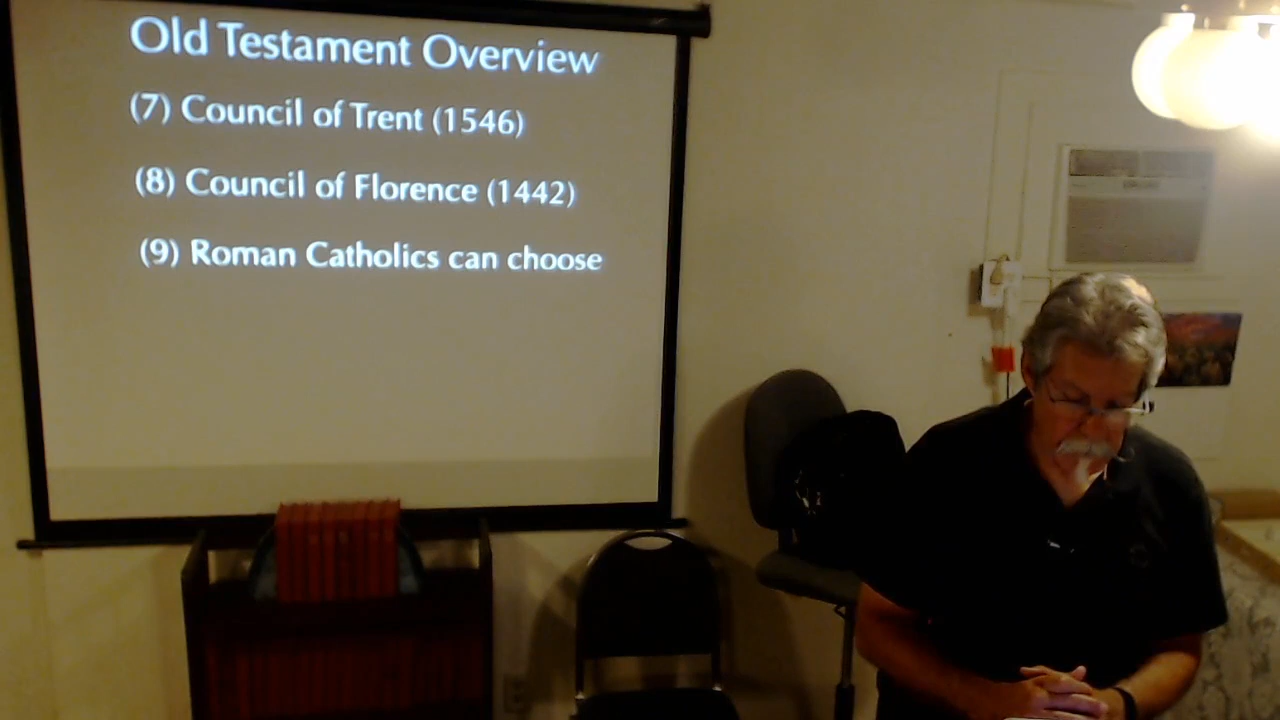 Old Testament Overview
(7) Council of Trent (1546)
(8) Council of Florence (1442)
(9) Roman Catholics can choose